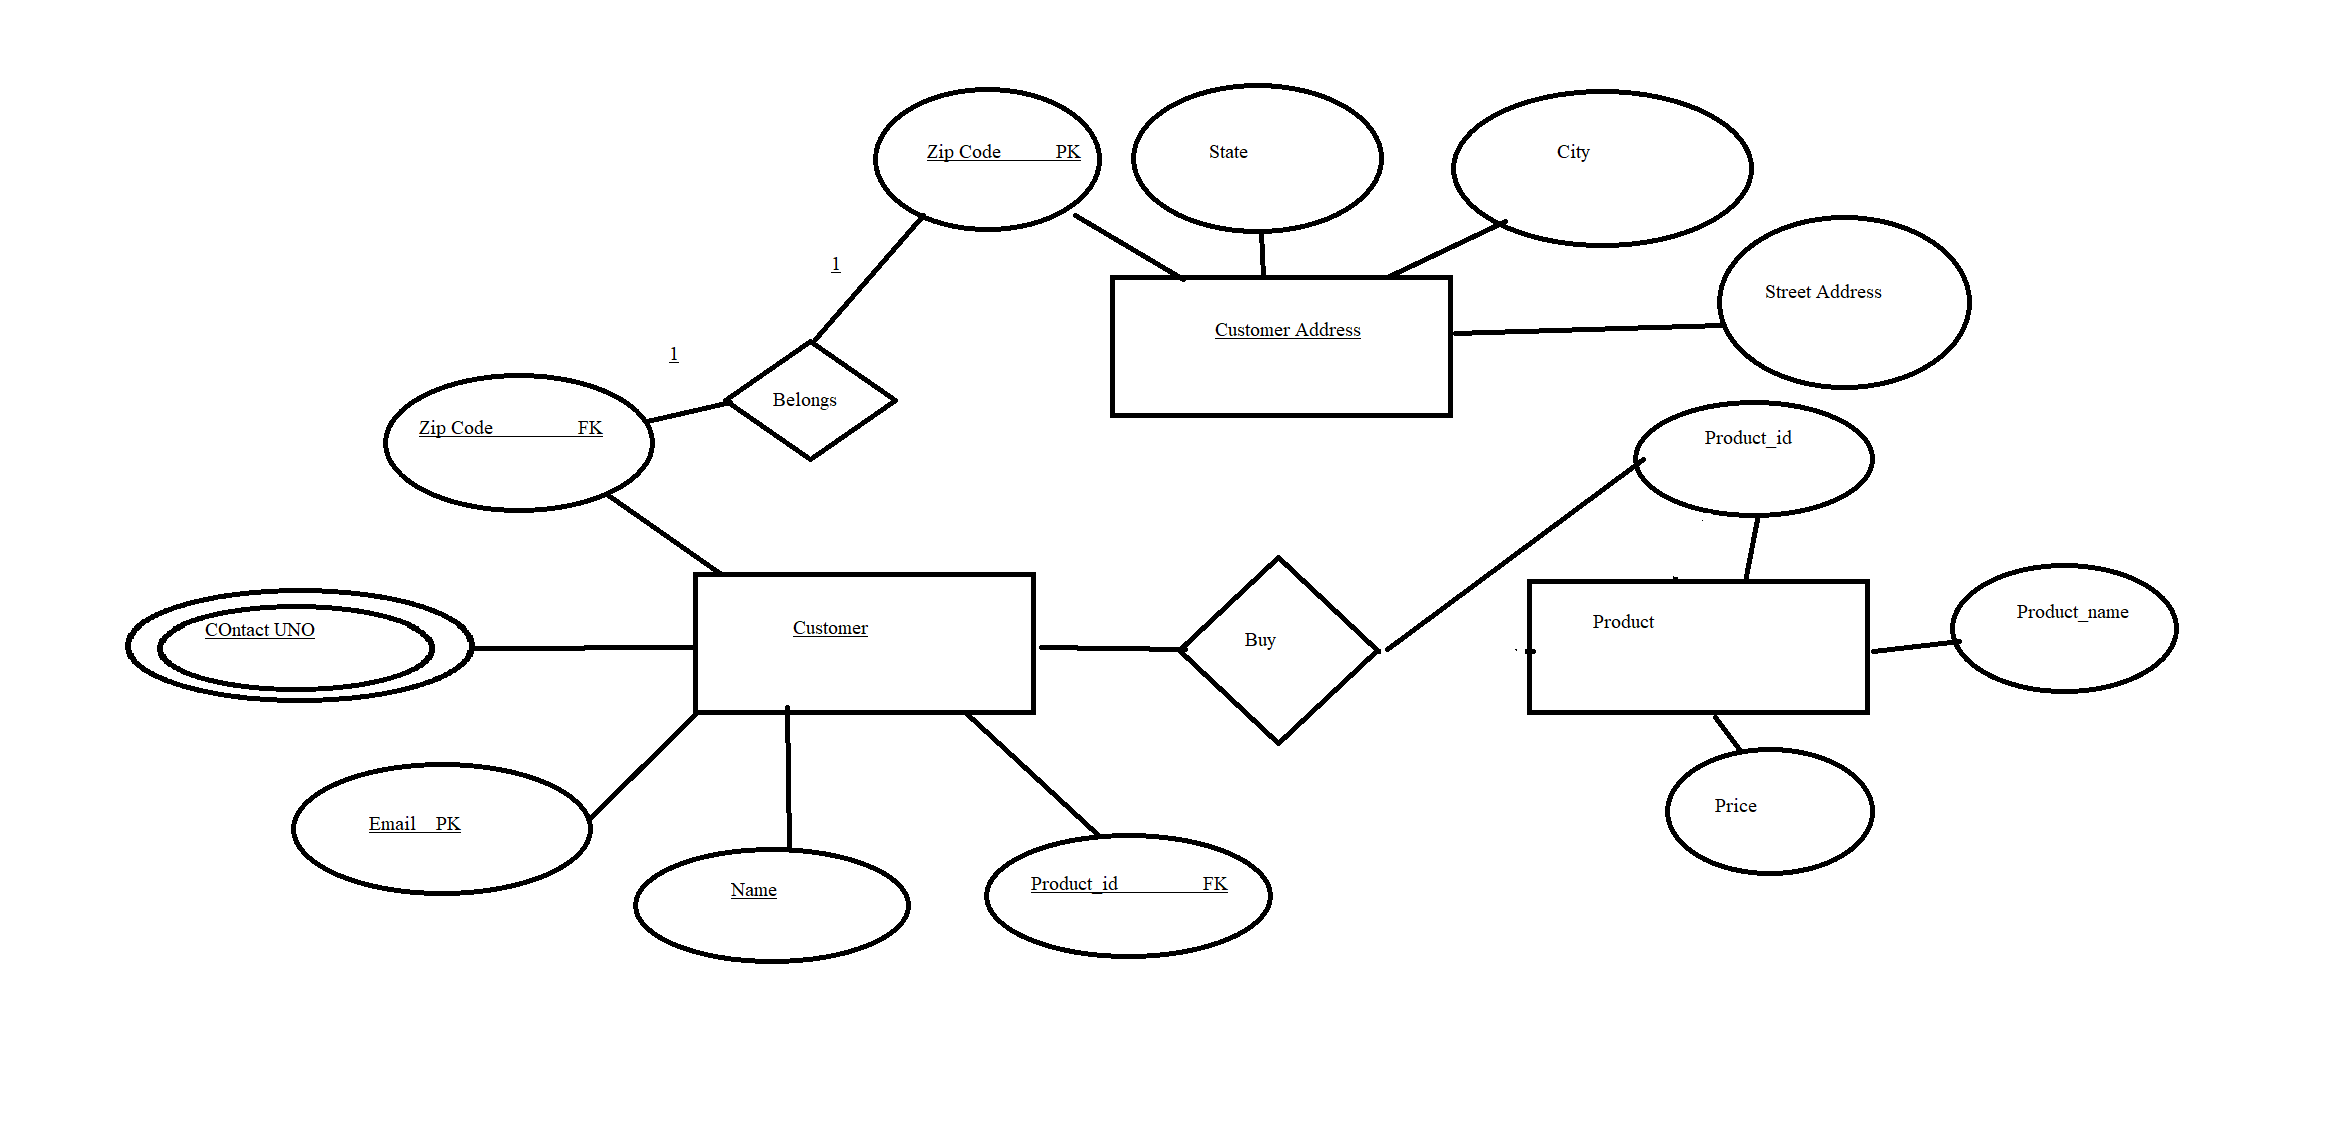 Zip Code PK
State
City
1
Street Address
Customer Address
1
Belongs
Zip Code FK
Product_id
COntact UNO
Customer
Buy
Product
Product_name
Email PK
Name
Product_id FK
Price